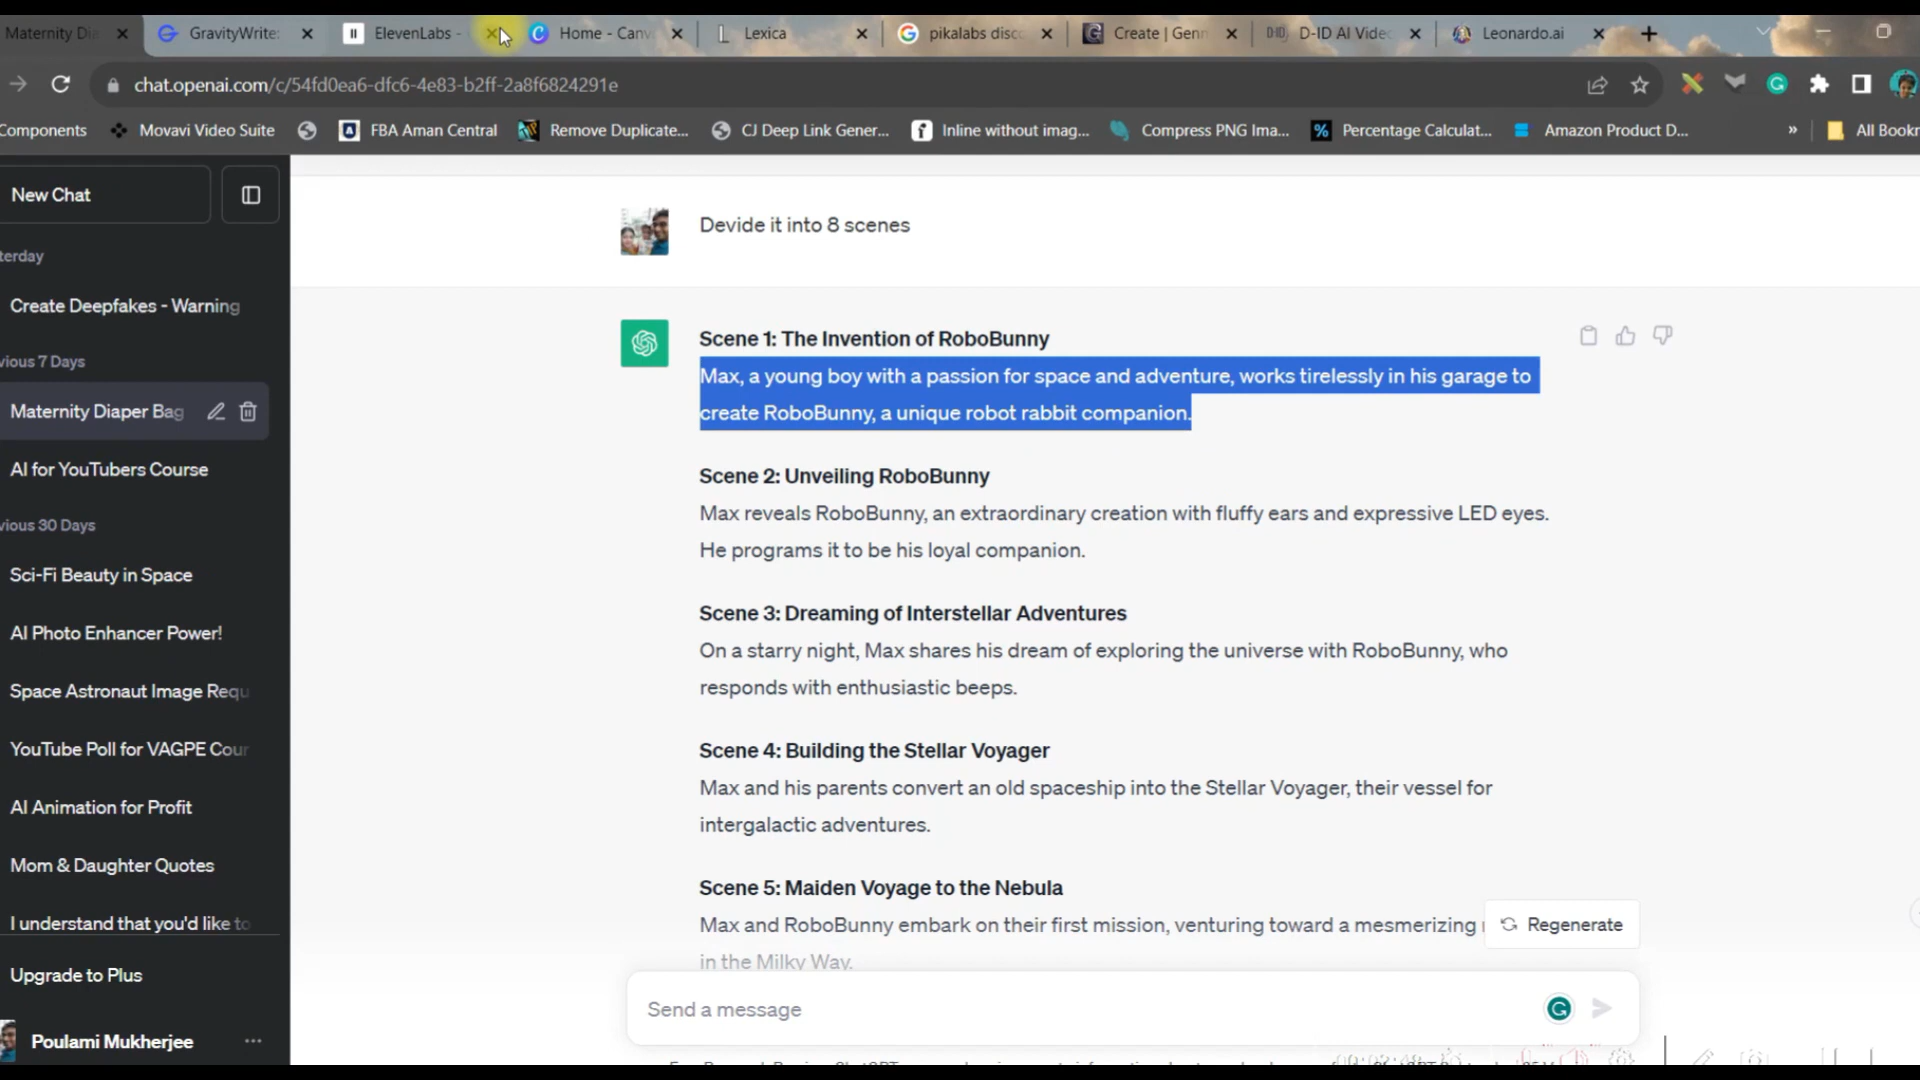 Maternity Dia
GravityWrite:
ElevenLabs -
Home - Canv
Lexica
pikalabs disco
Create | Genm
D-ID AI Video
Leonardo.ai
chat.openai.com/c/54fd0ea6-dfc6-4e83-b2ff-2a8f6824291e
Components
Movavi Video Suite
FBA Aman Central
Remove Duplicate...
CJ Deep Link Gener...
Inline without imag...
Compress PNG Ima...
Percentage Calculat...
Amazon Product D...
»
All Bookr
New Chat
terday
Create Deepfakes - Warning
vious 7 Days
Maternity Diaper Bag
AI for YouTubers Course
vious 30 Days
Sci-Fi Beauty in Space
AI Photo Enhancer Power!
Space Astronaut Image Requ
YouTube Poll for VAGPE Cour
AI Animation for Profit
Mom & Daughter Quotes
I understand that you'd like to
Upgrade to Plus
Poulami Mukherjee
Devide it into 8 scenes
Scene 1: The Invention of RoboBunny
Max, a young boy with a passion for space and adventure, works tirelessly in his garage to
create RoboBunny, a unique robot rabbit companion.
Scene 2: Unveiling RoboBunny
Max reveals RoboBunny, an extraordinary creation with fluffy ears and expressive LED eyes.
He programs it to be his loyal companion.
Scene 3: Dreaming of Interstellar Adventures
On a starry night, Max shares his dream of exploring the universe with RoboBunny, who
responds with enthusiastic beeps.
Scene 4: Building the Stellar Voyager
Max and his parents convert an old spaceship into the Stellar Voyager, their vessel for
intergalactic adventures.
Scene 5: Maiden Voyage to the Nebula
Max and RoboBunny embark on their first mission, venturing toward a mesmerizing
in the Milky Way.
Regenerate
Send a message